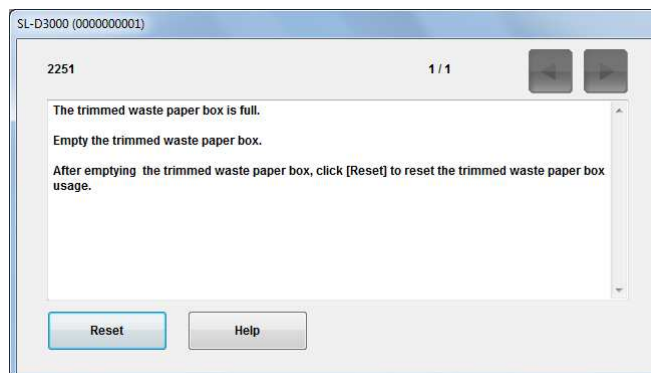 SL-D3000 (0000000001)
2251 1 / 1
The trimmed waste paper box is full.
Empty the trimmed waste paper box.
After emptying the trimmed waste paper box, click [Reset] to reset the trimmed waste paper box
usage.
Reset Help